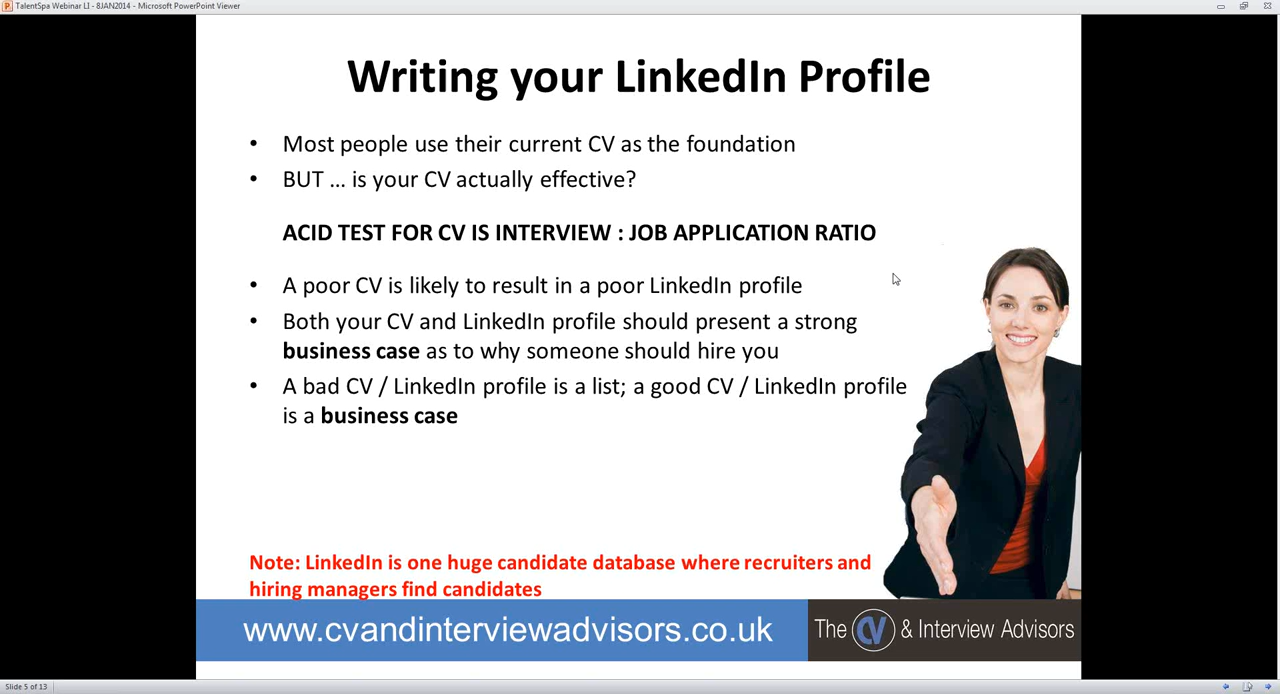 TalentSpa Webinar LI - 8JAN2014 - Microsoft PowerPoint Viewer
Writing your LinkedIn Profile
• Most people use their current CV as the foundation
• BUT ... is your CV actually effective?
ACID TEST FOR CV IS INTERVIEW : JOB APPLICATION RATIO
• A poor CV is likely to result in a poor LinkedIn profile
• Both your CV and LinkedIn profile should present a strong
business case as to why someone should hire you
• A bad CV / LinkedIn profile is a list; a good CV / LinkedIn profile
is a business case
Note: LinkedIn is one huge candidate database where recruiters and
hiring managers find candidates
www.cvandinterviewadvisors.co.uk
The CV & Interview Advisors
Slide 5 of 13